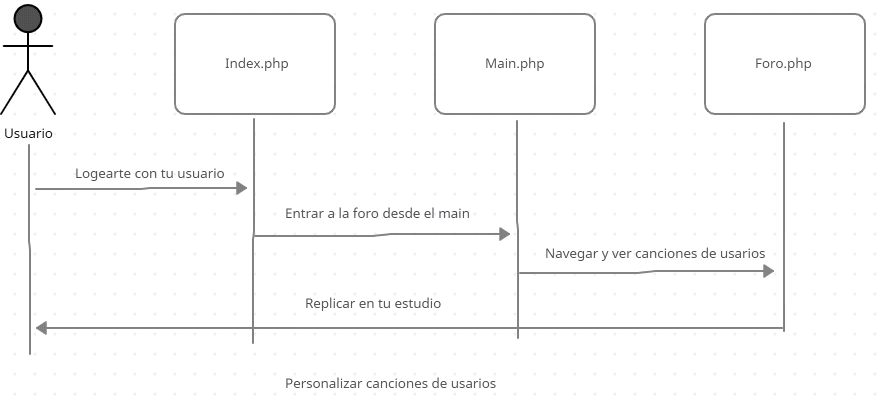 Index.php
Main.php
Foro.php
Usuario
Logearte con tu usuario
Entrar a la foro desde el main
Navegar y ver canciones de usarios
Replicar en tu estudio
Personalizar canciones de usarios